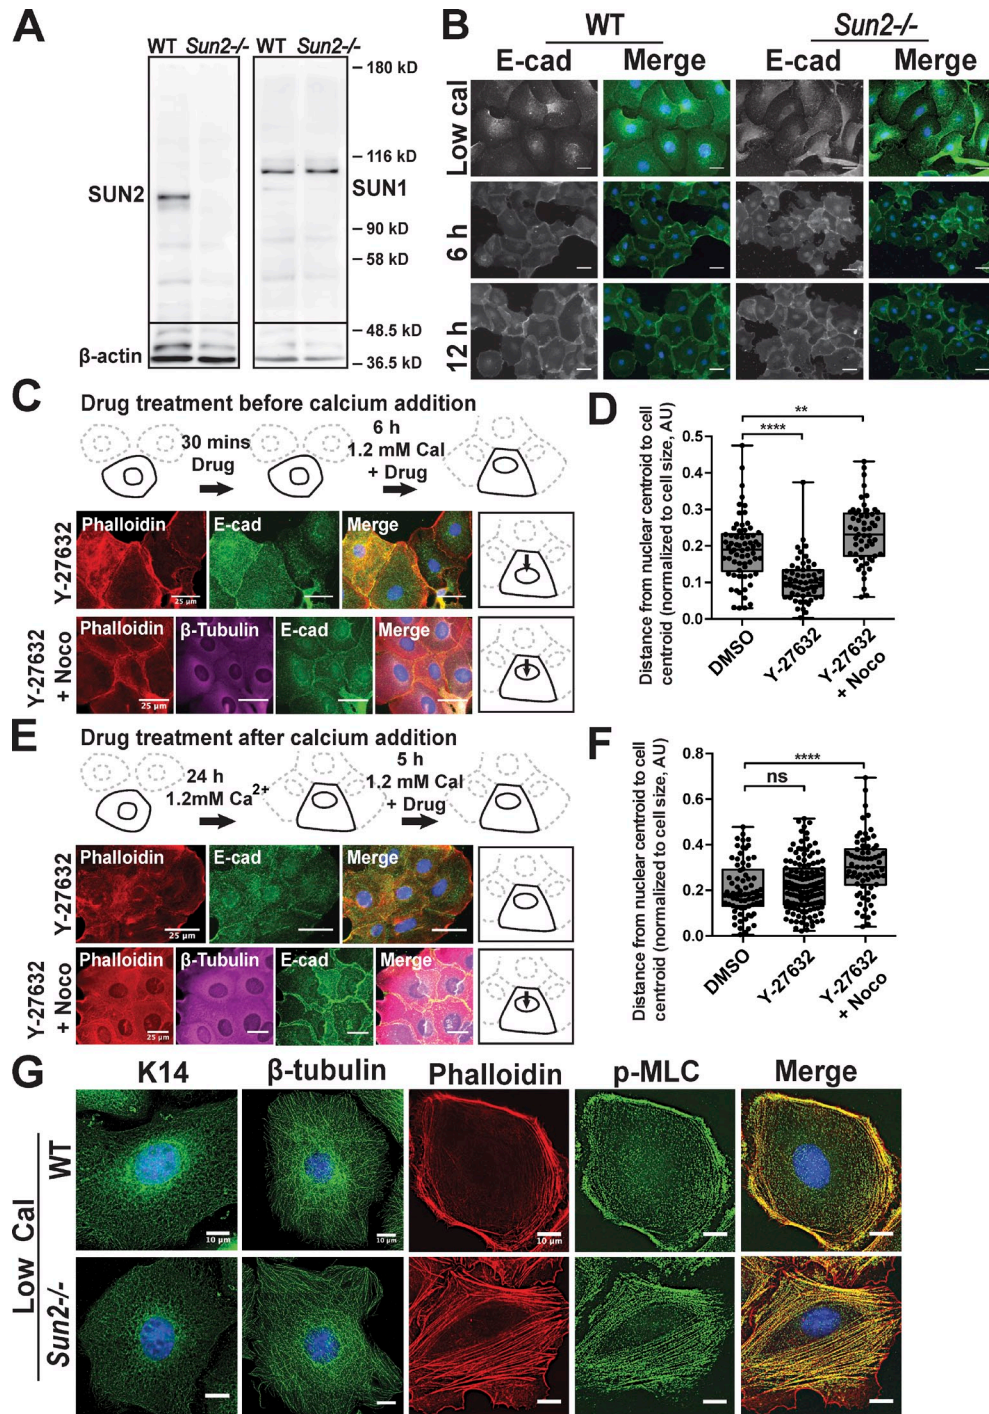 A
WT Sun2-/- WT Sun2-/-
– 180 kD
– 116 kD
SUN2
SUN1
– 90 kD
– 58 kD
– 48.5 kD
β-actin
– 36.5 kD
B
WT Sun2-/-
E-cad Merge E-cad Merge
Low cal
6 h
12 h
C
Drug treatment before calcium addition
30 mins
Drug
6 h
1.2 mM Cal
+ Drug
Y-27632
Phalloidin E-cad Merge
25 µm
Y-27632
+ Noco
Phalloidin β-Tubulin E-cad Merge
25 µm
D
Distance from nuclear centroid to cell
centroid (normalized to cell size, AU)
**
****
0.5
0.4
0.3
0.2
0.1
0.0
DMSO
Y-27632
Y-27632
+ Noco
E
Drug treatment after calcium addition
24 h
1.2mM Ca2+
5 h
1.2 mM Cal
+ Drug
Y-27632
Phalloidin E-cad Merge
25 µm
Y-27632
+ Noco
Phalloidin β-Tubulin E-cad Merge
25 µm
F
Distance from nuclear centroid to cell
centroid (normalized to cell size, AU)
****
ns
0.8
0.6
0.4
0.2
0.0
DMSO
Y-27632
Y-27632
+ Noco
G
K14 β-tubulin Phalloidin p-MLC Merge
Low Cal
WT
10 µm 10 µm 10 µm
Sun2-/-